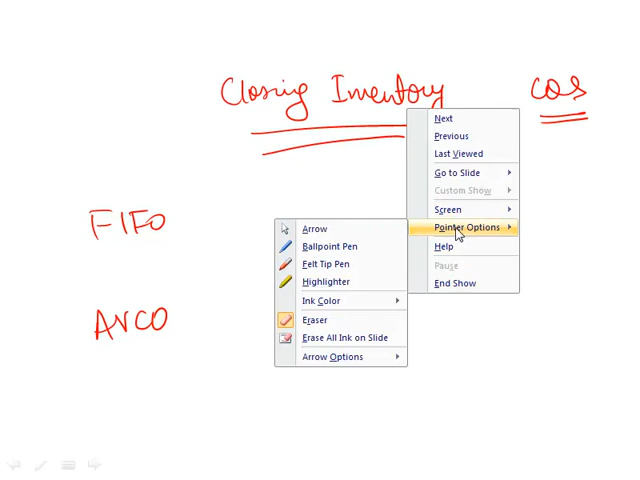 Closing Inventory COS
Next
Previous
Last Viewed
Go to Slide
Custom Show
Screen
Pointer Options
Help
Pause
End Show
FIFO
AVCO
Arrow
Ballpoint Pen
Felt Tip Pen
Highlighter
Ink Color
Eraser
Erase All Ink on Slide
Arrow Options